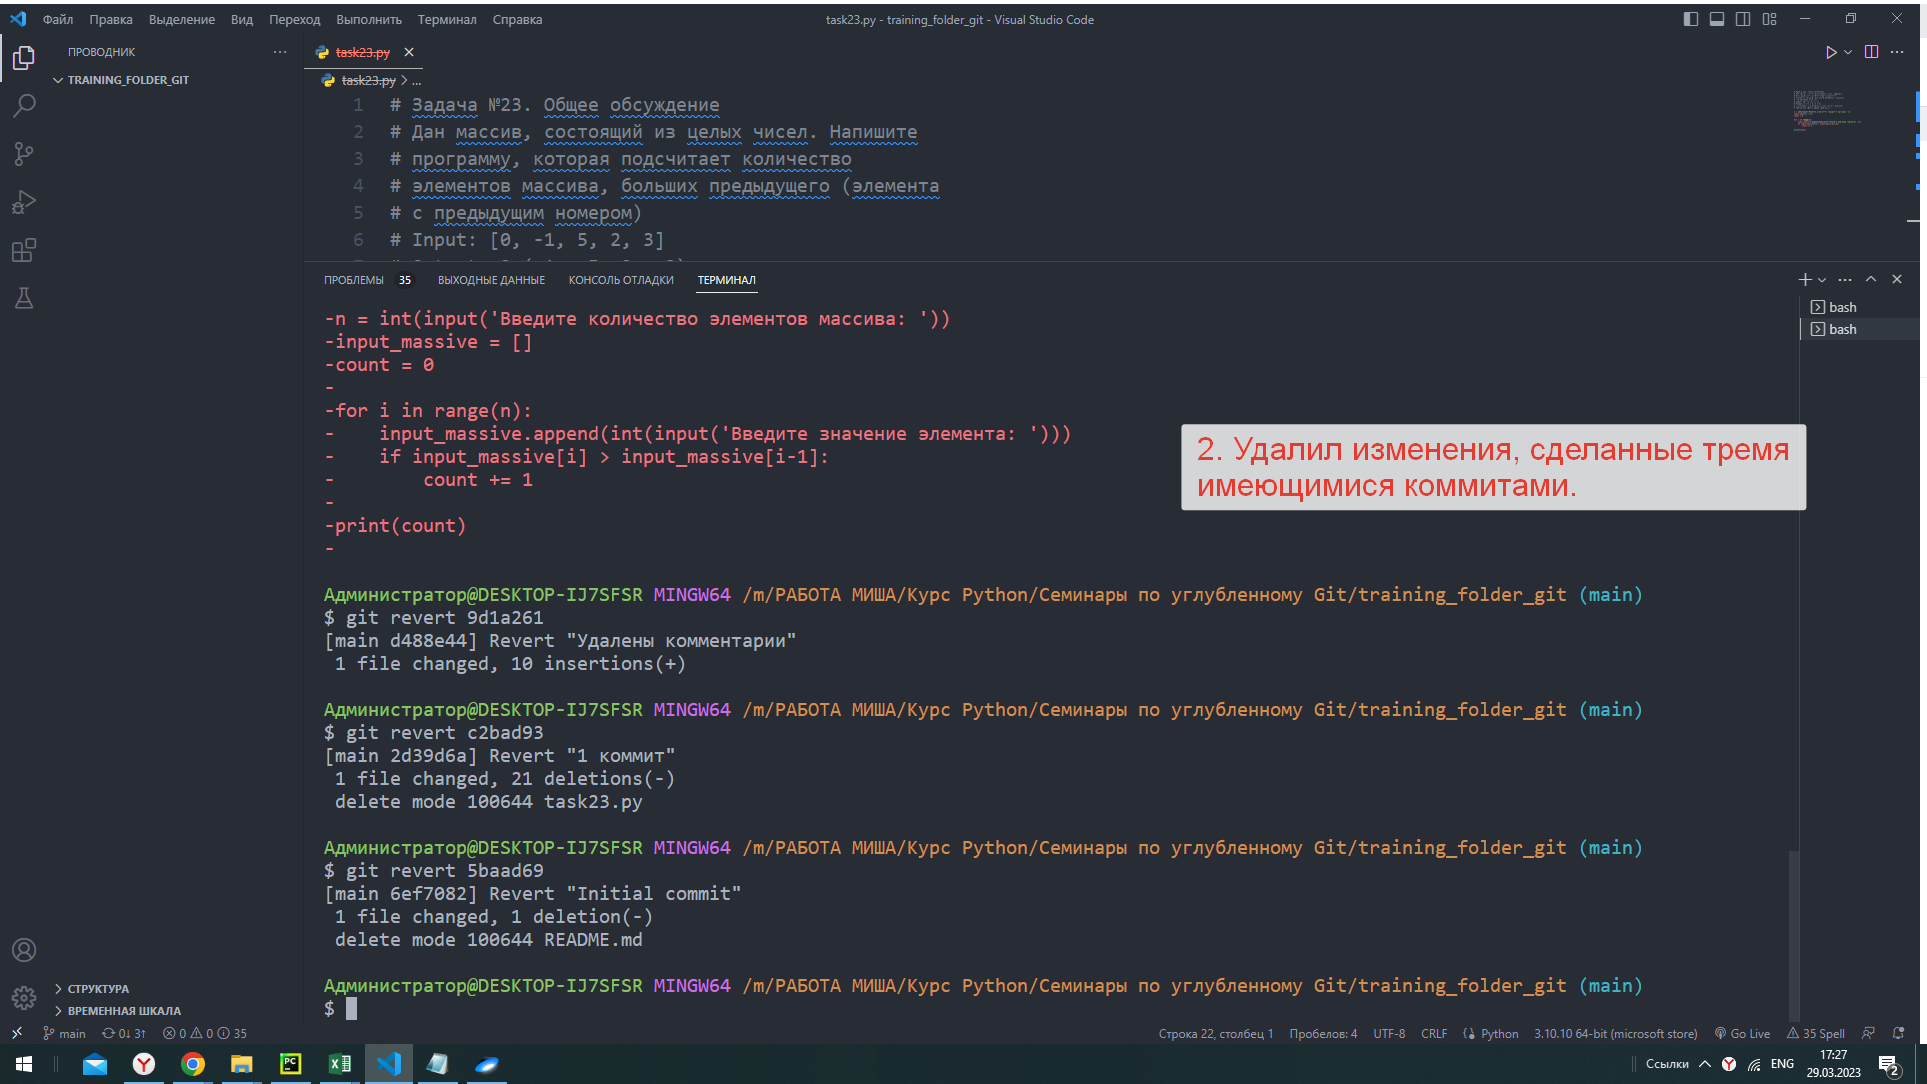 Файл Правка Выделение Вид Переход Выполнить Терминал Справка
task23.py - training_folder_git - Visual Studio Code
ПРОВОДНИК
TRAINING_FOLDER_GIT
task23.py
task23.py > ...
1 # Задача №23. Общее обсуждение
2 # Дан массив, состоящий из целых чисел. Напишите
3 # программу, которая подсчитает количество
4 # элементов массива, больших предыдущего (элемента
5 # с предыдущим номером)
6 # Input: [0, -1, 5, 2, 3]
ПРОБЛЕМЫ 35 ВЫХОДНЫЕ ДАННЫЕ КОНСОЛЬ ОТЛАДКИ ТЕРМИНАЛ
bash
bash
-n = int(input('Введите количество элементов массива: '))
-input_massive = []
-count = 0
-
-for i in range(n):
-    input_massive.append(int(input('Введите значение элемента: ')))
-    if input_massive[i] > input_massive[i-1]:
-        count += 1
-
-print(count)
-
2. Удалил изменения, сделанные тремя
имеющимися коммитами.
Администратор@DESKTOP-IJ7SFSR MINGW64 /m/РАБОТА МИША/Курс Python/Семинары по углубленному Git/training_folder_git (main)
$ git revert 9d1a261
[main d488e44] Revert "Удалены комментарии"
1 file changed, 10 insertions(+)
Администратор@DESKTOP-IJ7SFSR MINGW64 /m/РАБОТА МИША/Курс Python/Семинары по углубленному Git/training_folder_git (main)
$ git revert c2bad93
[main 2d39d6a] Revert "1 коммит"
1 file changed, 21 deletions(-)
delete mode 100644 task23.py
Администратор@DESKTOP-IJ7SFSR MINGW64 /m/РАБОТА МИША/Курс Python/Семинары по углубленному Git/training_folder_git (main)
$ git revert 5baad69
[main 6ef7082] Revert "Initial commit"
1 file changed, 1 deletion(-)
delete mode 100644 README.md
Администратор@DESKTOP-IJ7SFSR MINGW64 /m/РАБОТА МИША/Курс Python/Семинары по углубленному Git/training_folder_git (main)
$
СТРУКТУРА
ВРЕМЕННАЯ ШКАЛА
main 0↓ 3↑ 0 0 35 Строка 22, столбец 1 Пробелов: 4 UTF-8 CRLF Python 3.10.10 64-bit (microsoft store) Go Live 35 Spell
Ссылки ENG 17:27
29.03.2023
2